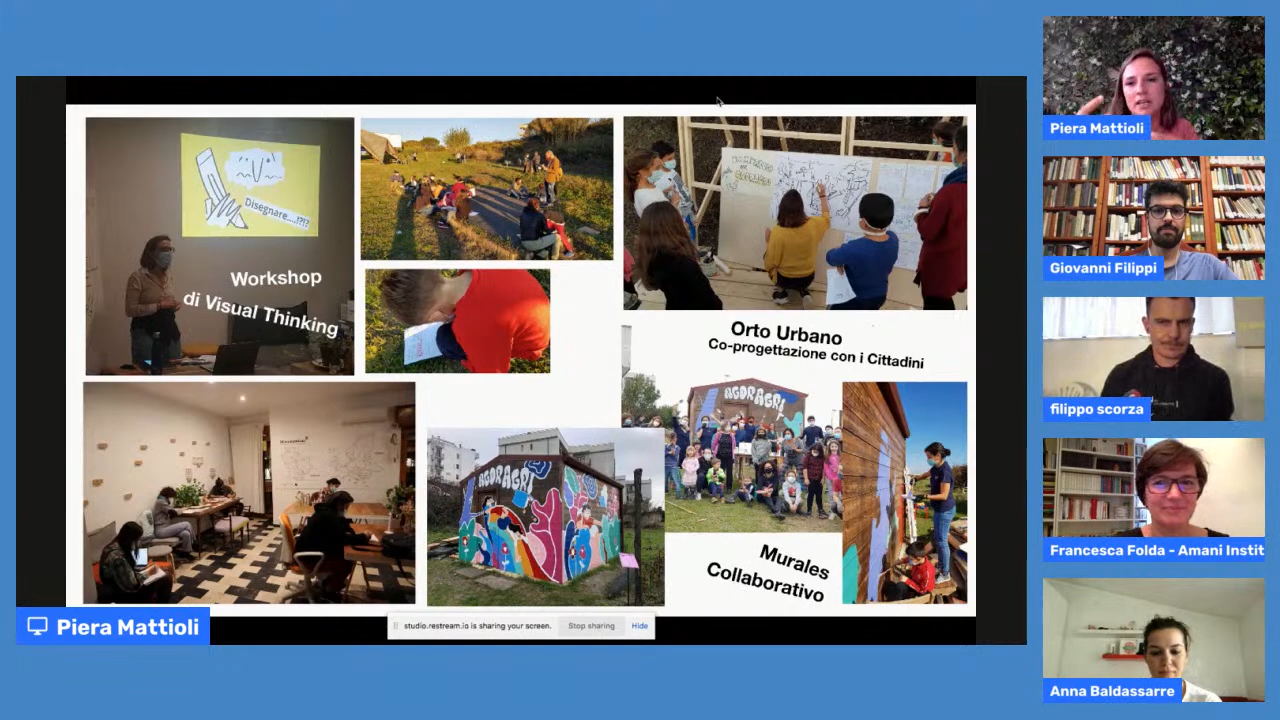 Disegnare....!?!?
Workshop
di Visual Thinking
Orto Urbano
Co-progettazione con i Cittadini
AGORAGRI
AGORAGRI
Murales
Collaborativo
studio.restream.io is sharing your screen.
Stop sharing
Hide
Piera Mattioli
Piera Mattioli
Giovanni Filippi
filippo scorza
Francesca Folda - Amani Instit
Anna Baldassarre